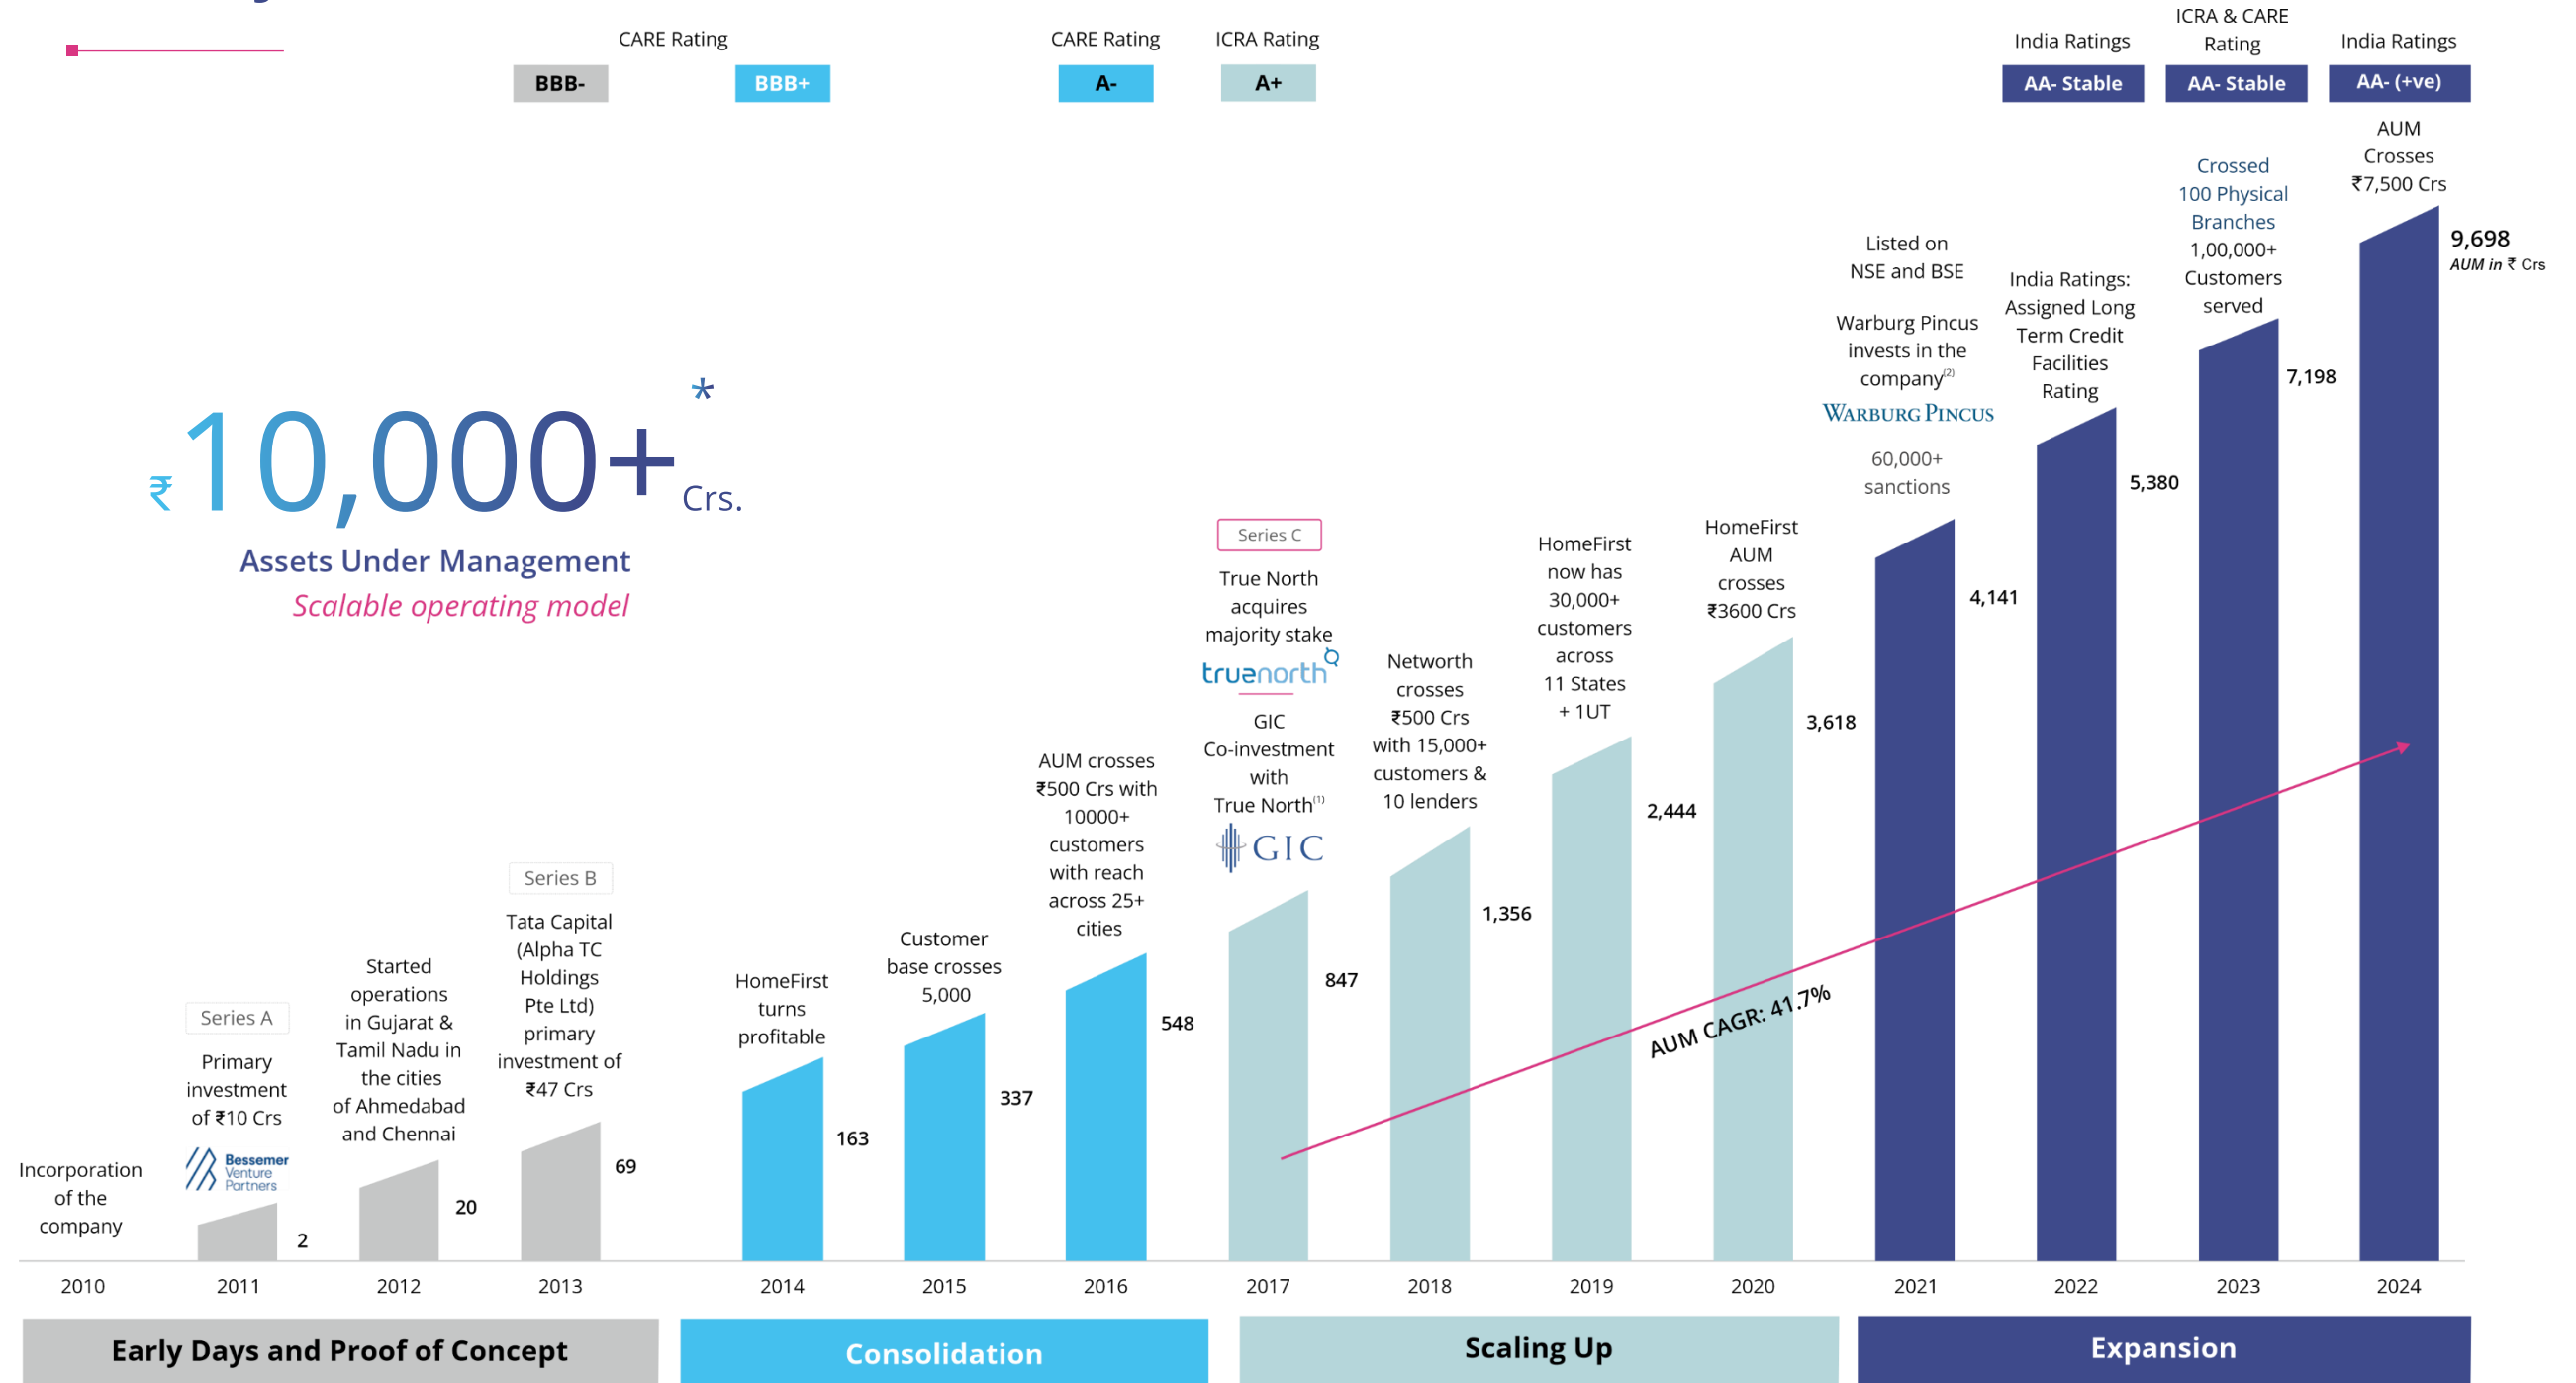 CARE Rating
BBB-
BBB+
CARE Rating
A-
ICRA Rating
A+
India Ratings
AA- Stable
ICRA & CARE
Rating
AA- Stable
India Ratings
AA- (+ve)
₹10,000+*
Crs.
Assets Under Management
Scalable operating model
Incorporation
of the
company
Series A
Primary
investment
of ₹10 Crs
Bessemer
Venture
Partners
2
Started
operations
in Gujarat &
Tamil Nadu in
the cities
of Ahmedabad
and Chennai
20
Series B
Tata Capital
(Alpha TC
Holdings
Pte Ltd)
primary
investment of
₹47 Crs
69
HomeFirst
turns
profitable
163
Customer
base crosses
5,000
337
AUM crosses
₹500 Crs with
10000+
customers
with reach
across 25+
cities
548
Series C
True North
acquires
majority stake
truenorth
GIC
Co-investment
with
True North(1)
GIC
847
Networth
crosses
₹500 Crs
with 15,000+
customers &
10 lenders
1,356
HomeFirst
now has
30,000+
customers
across
11 States
+ 1UT
2,444
HomeFirst
AUM
crosses
₹3600 Crs
3,618
Listed on
NSE and BSE
Warburg Pincus
invests in the
company(2)
WARBURG PINCUS
60,000+
sanctions
4,141
India Ratings:
Assigned Long
Term Credit
Facilities
Rating
5,380
Crossed
100 Physical
Branches
1,00,000+
Customers
served
7,198
AUM
Crosses
₹7,500 Crs
9,698
AUM in ₹ Crs
AUM CAGR: 41.7%
2010
2011
2012
2013
2014
2015
2016
2017
2018
2019
2020
2021
2022
2023
2024
Early Days and Proof of Concept
Consolidation
Scaling Up
Expansion